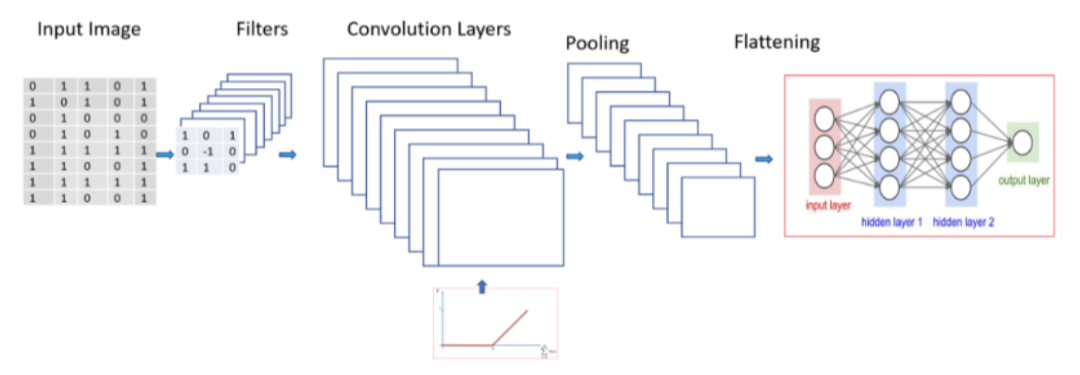 Input Image
Filters
Convolution Layers
Pooling
Flattening
0 1 1 0 1
1 0 1 0 1
0 1 0 0 0
0 1 0 1 0
1 1 1 1 1
1 1 0 0 1
1 1 1 1 1
1 1 0 0 1
1 0 1
0 -1 0
1 1 0
input layer
hidden layer 1
hidden layer 2
output layer